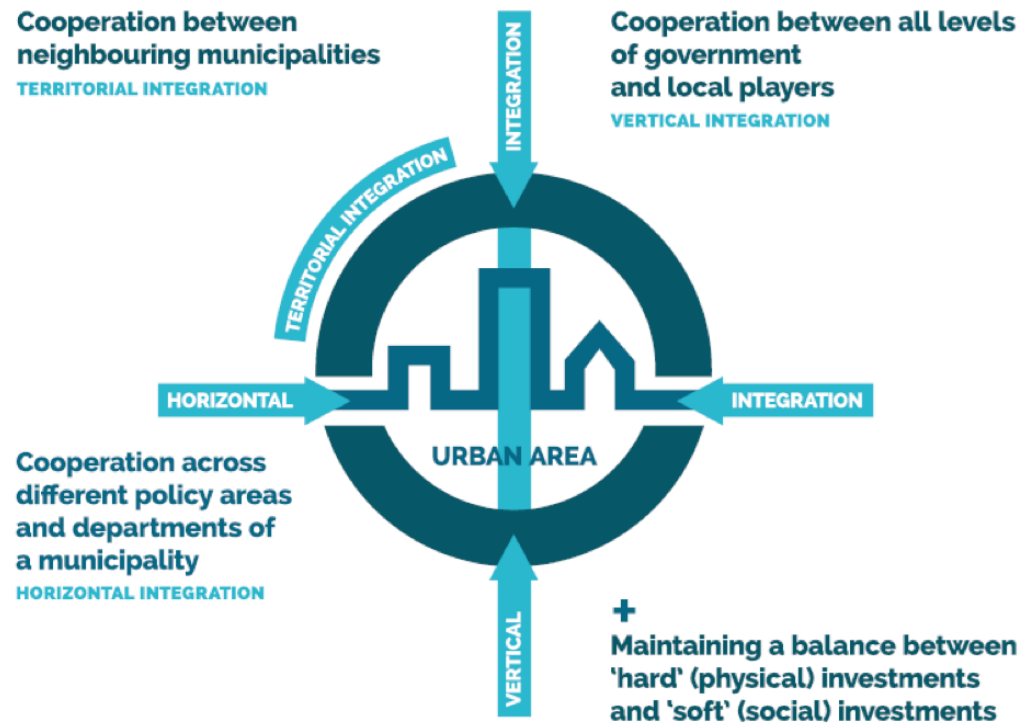 Cooperation between
neighbouring municipalities
TERRITORIAL INTEGRATION
Cooperation between all levels
of government
and local players
VERTICAL INTEGRATION
INTEGRATION
TERRITORIAL INTEGRATION
HORIZONTAL
INTEGRATION
URBAN AREA
Cooperation across
different policy areas
and departments of
a municipality
HORIZONTAL INTEGRATION
VERTICAL
+
Maintaining a balance between
‘hard’ (physical) investments
and ‘soft’ (social) investments